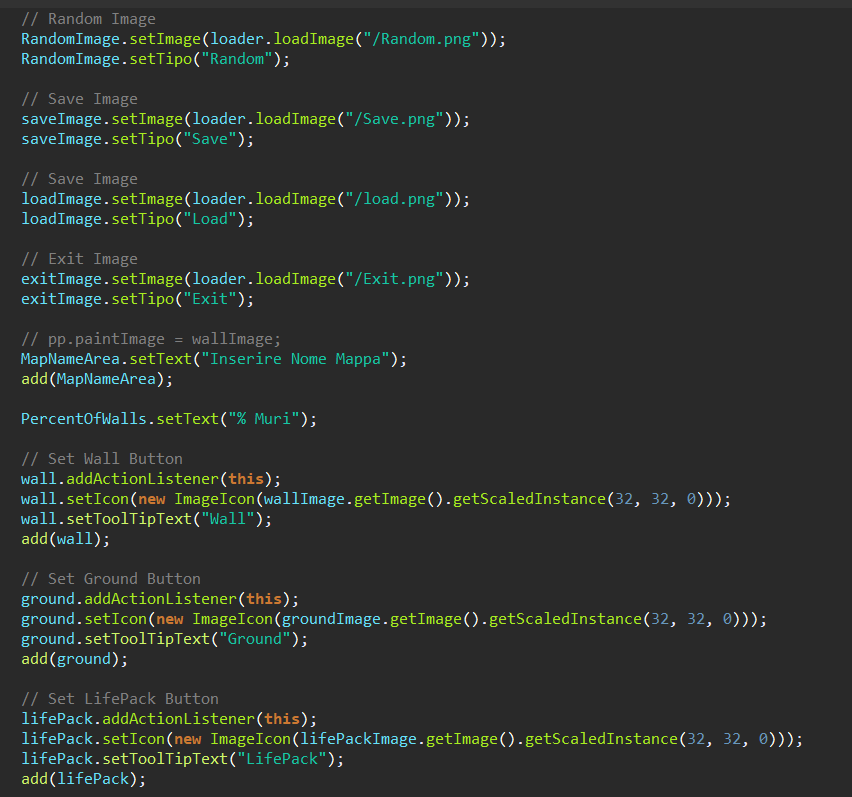 // Random Image
RandomImage.setImage(loader.loadImage("/Random.png"));
RandomImage.setTipo("Random");
// Save Image
saveImage.setImage(loader.loadImage("/Save.png"));
saveImage.setTipo("Save");
// Save Image
loadImage.setImage(loader.loadImage("/load.png"));
loadImage.setTipo("Load");
// Exit Image
exitImage.setImage(loader.loadImage("/Exit.png"));
exitImage.setTipo("Exit");
// pp.paintImage = wallImage;
MapNameArea.setText("Inserire Nome Mappa");
add(MapNameArea);
PercentOfWalls.setText("% Muri");
// Set Wall Button
wall.addActionListener(this);
wall.setIcon(new ImageIcon(wallImage.getImage().getScaledInstance(32, 32, 0)));
wall.setToolTipText("Wall");
add(wall);
// Set Ground Button
ground.addActionListener(this);
ground.setIcon(new ImageIcon(groundImage.getImage().getScaledInstance(32, 32, 0)));
ground.setToolTipText("Ground");
add(ground);
// Set LifePack Button
lifePack.addActionListener(this);
lifePack.setIcon(new ImageIcon(lifePackImage.getImage().getScaledInstance(32, 32, 0)));
lifePack.setToolTipText("LifePack");
add(lifePack);